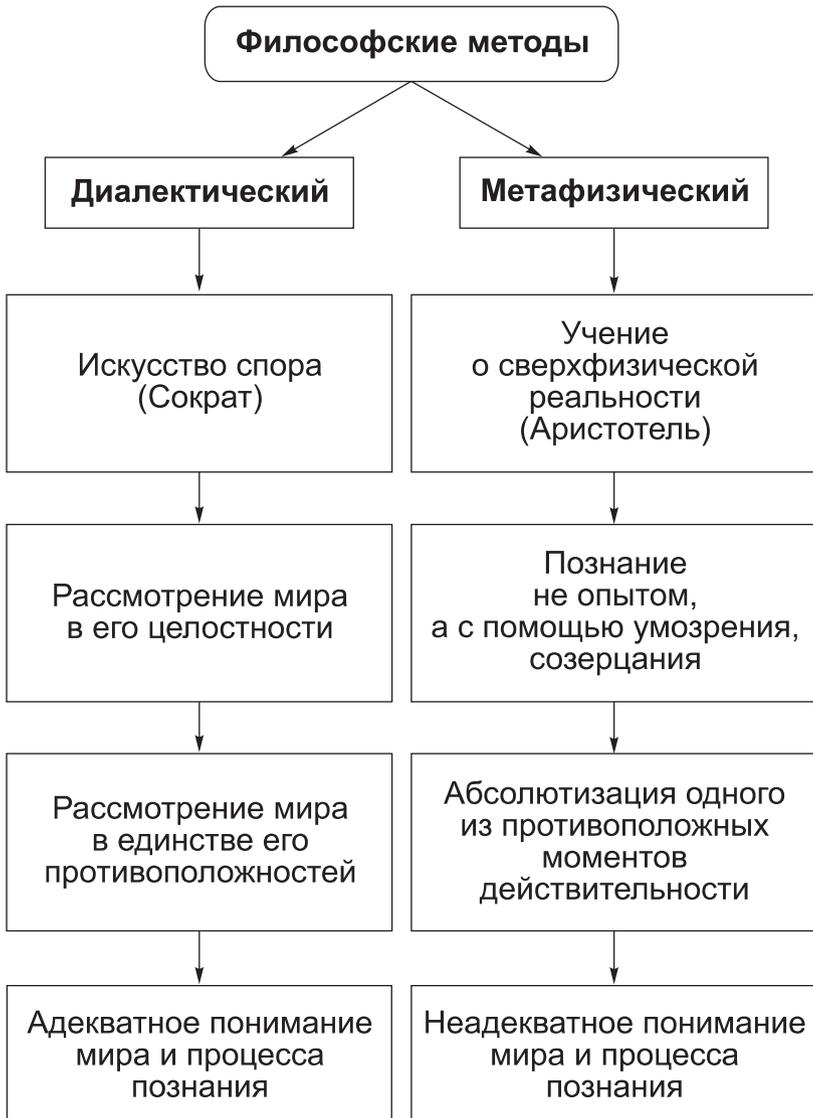 Философские методы
Диалектический
Метафизический
Искусство спора
(Сократ)
Учение
о сверхфизической
реальности
(Аристотель)
Рассмотрение мира
в его целостности
Познание
не опытом,
а с помощью умозрения,
созерцания
Рассмотрение мира
в единстве его
противоположностей
Абсолютизация одного
из противоположных
моментов
действительности
Адекватное понимание
мира и процесса
познания
Неадекватное понимание
мира и процесса
познания